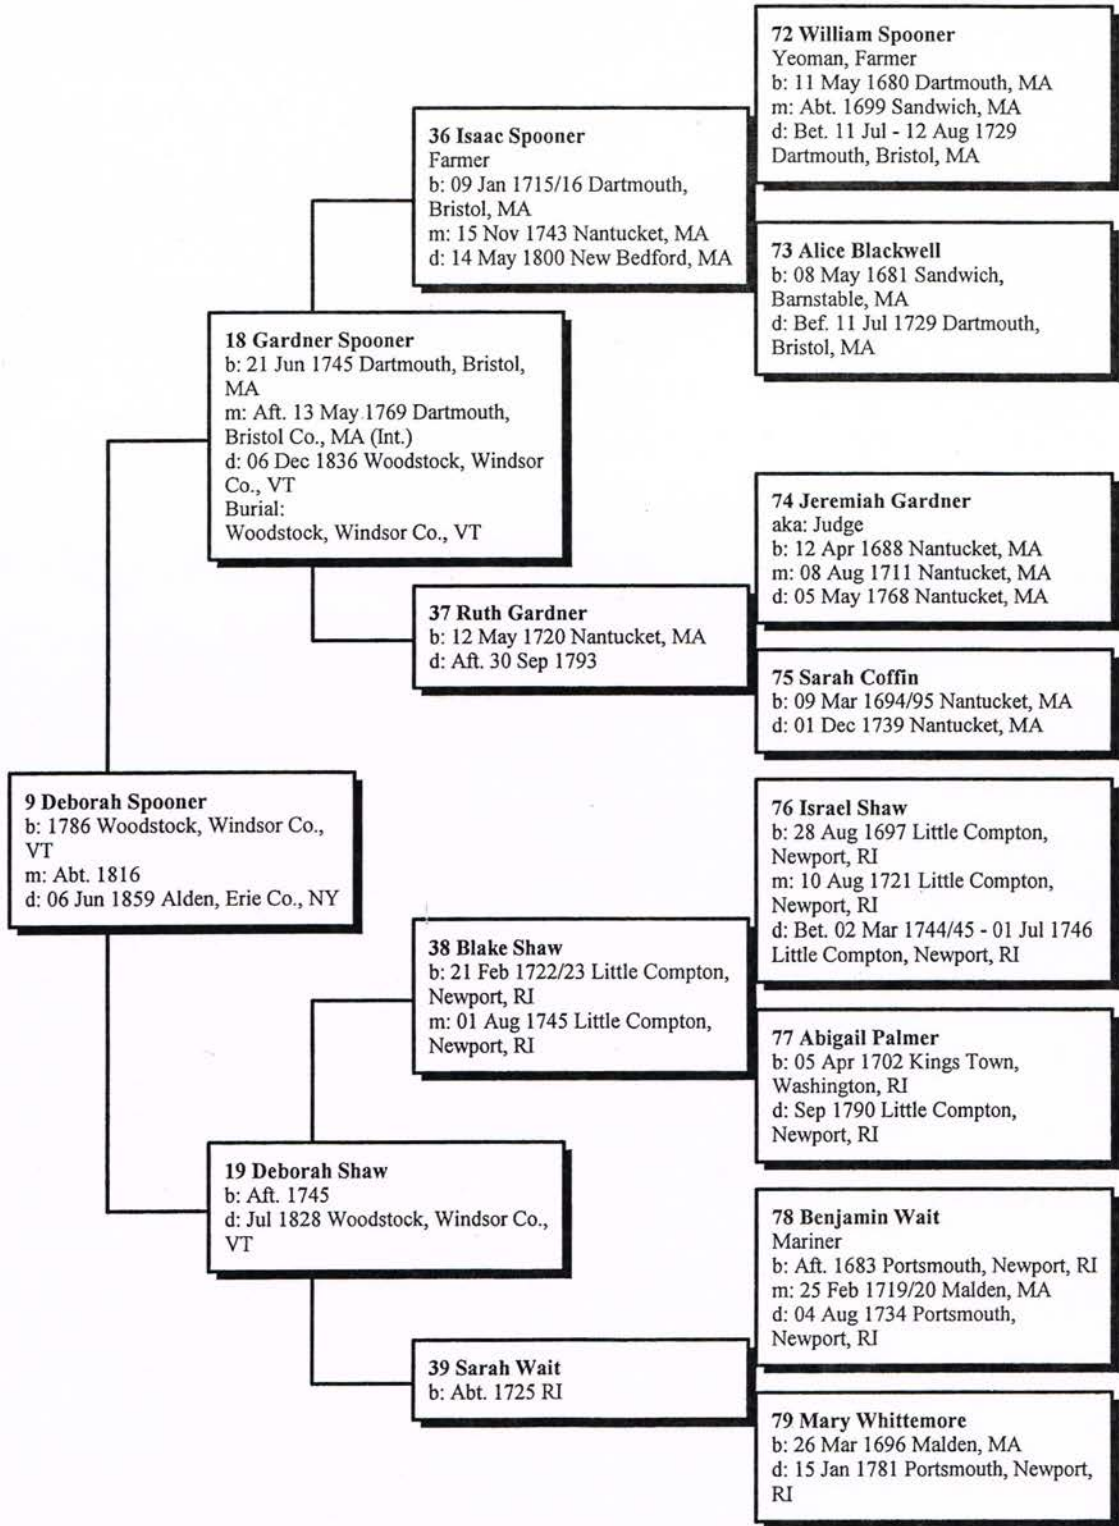 72 William Spooner
Yeoman, Farmer
b: 11 May 1680 Dartmouth, MA
m: Abt. 1699 Sandwich, MA
d: Bet. 11 Jul - 12 Aug 1729
Dartmouth, Bristol, MA
36 Isaac Spooner
Farmer
b: 09 Jan 1715/16 Dartmouth,
Bristol, MA
m: 15 Nov 1743 Nantucket, MA
d: 14 May 1800 New Bedford, MA
73 Alice Blackwell
b: 08 May 1681 Sandwich,
Barnstable, MA
d: Bef. 11 Jul 1729 Dartmouth,
Bristol, MA
18 Gardner Spooner
b: 21 Jun 1745 Dartmouth, Bristol,
MA
m: Aft. 13 May 1769 Dartmouth,
Bristol Co., MA (Int.)
d: 06 Dec 1836 Woodstock, Windsor
Co., VT
Burial:
Woodstock, Windsor Co., VT
74 Jeremiah Gardner
aka: Judge
b: 12 Apr 1688 Nantucket, MA
m: 08 Aug 1711 Nantucket, MA
d: 05 May 1768 Nantucket, MA
37 Ruth Gardner
b: 12 May 1720 Nantucket, MA
d: Aft. 30 Sep 1793
75 Sarah Coffin
b: 09 Mar 1694/95 Nantucket, MA
d: 01 Dec 1739 Nantucket, MA
9 Deborah Spooner
b: 1786 Woodstock, Windsor Co.,
VT
m: Abt. 1816
d: 06 Jun 1859 Alden, Erie Co., NY
76 Israel Shaw
b: 28 Aug 1697 Little Compton,
Newport, RI
m: 10 Aug 1721 Little Compton,
Newport, RI
d: Bet. 02 Mar 1744/45 - 01 Jul 1746
Little Compton, Newport, RI
38 Blake Shaw
b: 21 Feb 1722/23 Little Compton,
Newport, RI
m: 01 Aug 1745 Little Compton,
Newport, RI
77 Abigail Palmer
b: 05 Apr 1702 Kings Town,
Washington, RI
d: Sep 1790 Little Compton,
Newport, RI
19 Deborah Shaw
b: Aft. 1745
d: Jul 1828 Woodstock, Windsor Co.,
VT
78 Benjamin Wait
Mariner
b: Aft. 1683 Portsmouth, Newport, RI
m: 25 Feb 1719/20 Malden, MA
d: 04 Aug 1734 Portsmouth,
Newport, RI
39 Sarah Wait
b: Abt. 1725 RI
79 Mary Whittemore
b: 26 Mar 1696 Malden, MA
d: 15 Jan 1781 Portsmouth, Newport,
RI